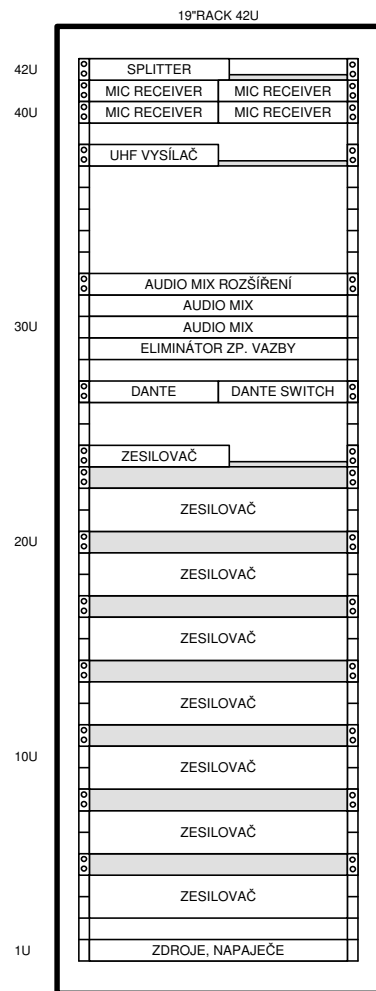 19"RACK 42U
42U SPLITTER
MIC RECEIVER MIC RECEIVER
40U MIC RECEIVER MIC RECEIVER
UHF VYSÍLAČ
AUDIO MIX ROZŠÍŘENÍ
AUDIO MIX
30U AUDIO MIX
ELIMINÁTOR ZP. VAZBY
DANTE DANTE SWITCH
ZESILOVAČ
ZESILOVAČ
20U
ZESILOVAČ
ZESILOVAČ
ZESILOVAČ
10U
ZESILOVAČ
ZESILOVAČ
ZESILOVAČ
1U ZDROJE, NAPAJEČE